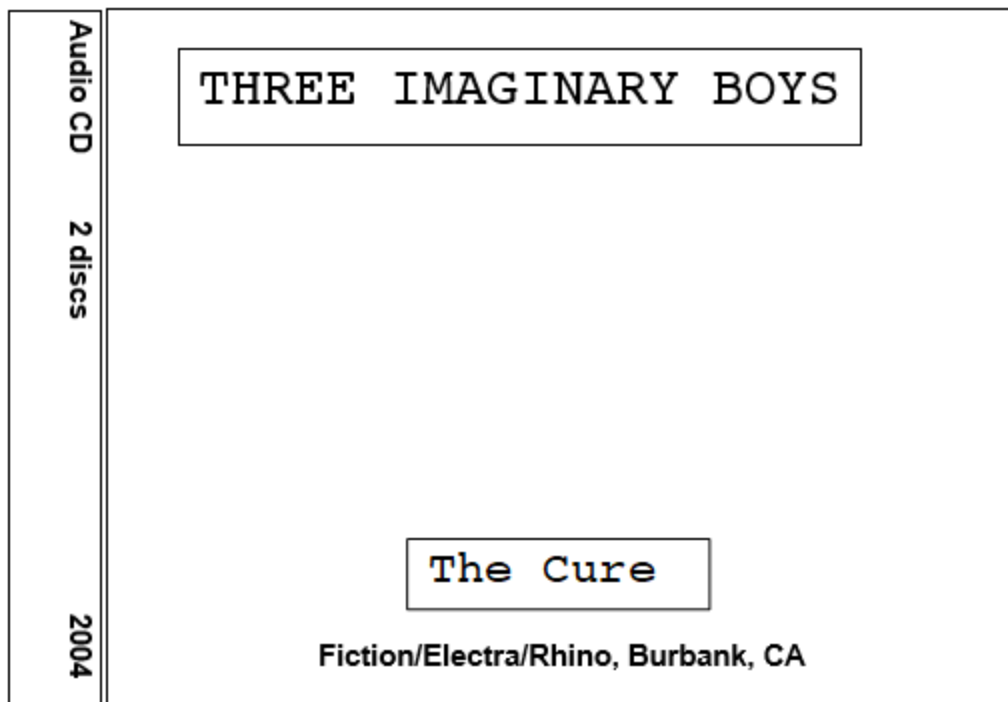 Audio CD 2 discs 2004
THREE IMAGINARY BOYS
The Cure
Fiction/Electra/Rhino, Burbank, CA